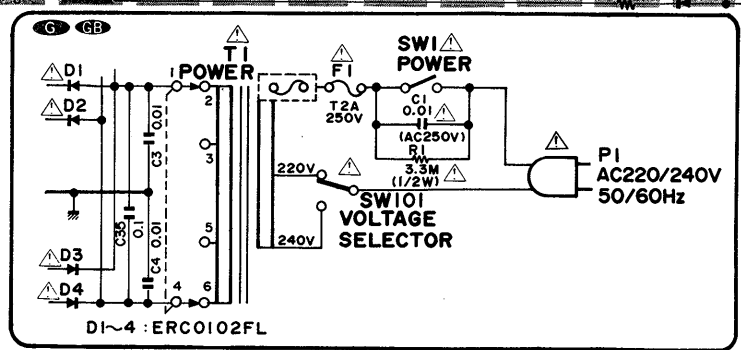 G GB
D1
D2
D3
D4
C3 0.01
C35 0.1
C4 0.01
1
2
3
4
5
6
T1
POWER
F1
T2A
250V
SW1
POWER
C1
0.01
(AC250V)
R1
3.3M
(1/2W)
220V
240V
SW101
VOLTAGE
SELECTOR
P1
AC220/240V
50/60Hz
D1~4 : ERC0102FL